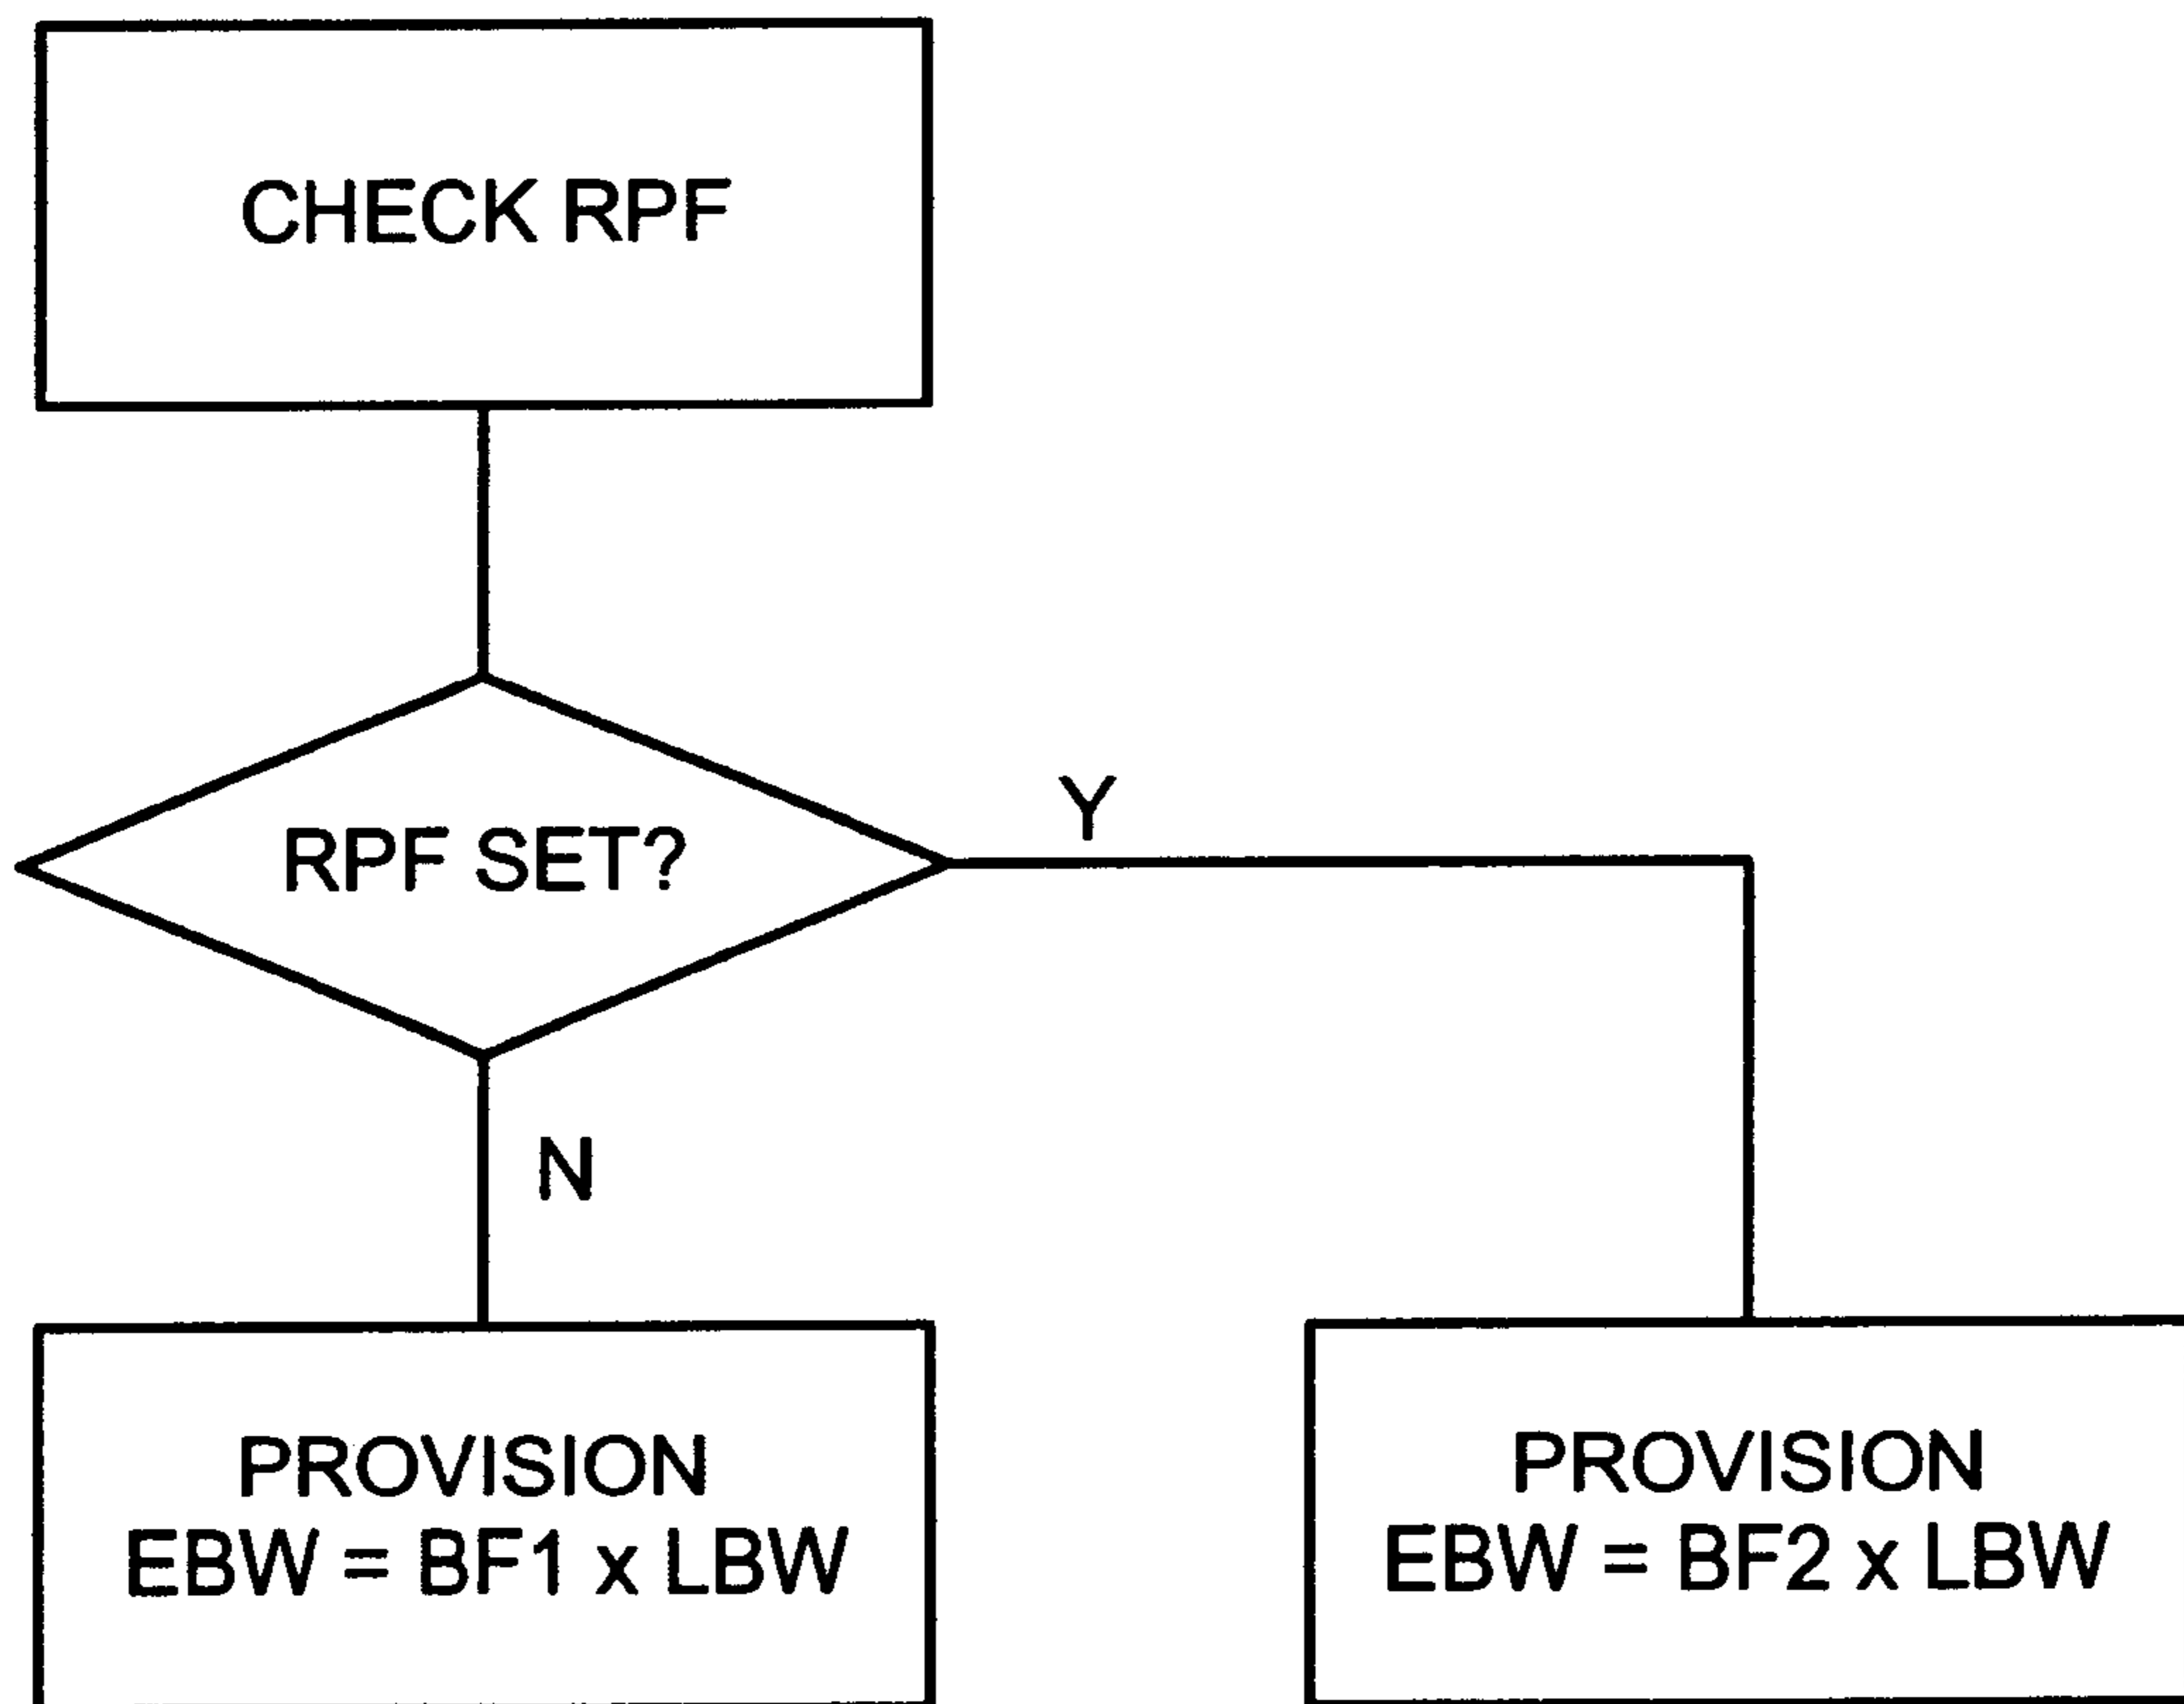 CHECK RPF
RPF SET?
Y
N
PROVISION
EBW = BF1 x LBW
PROVISION
EBW = BF2 x LBW